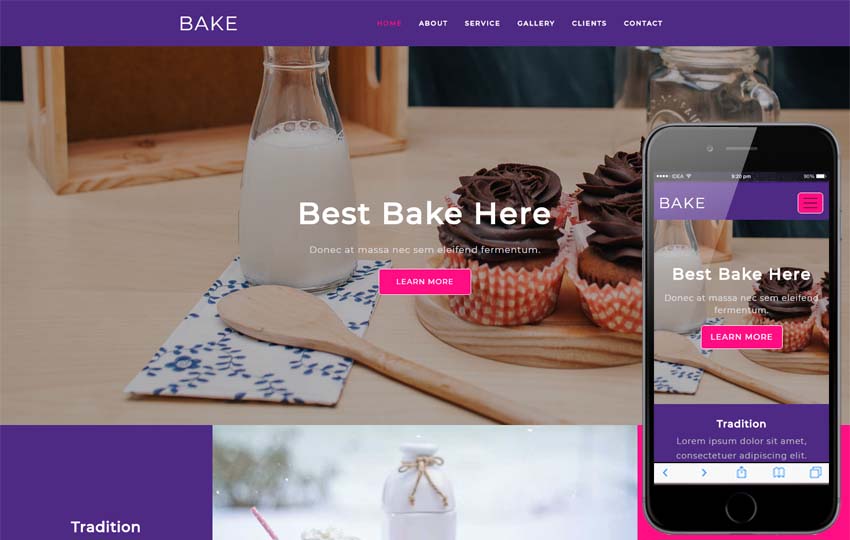 BAKE
HOME ABOUT SERVICE GALLERY CLIENTS CONTACT
Best Bake Here
Donec at massa nec sem eleifend fermentum.
LEARN MORE
Tradition
IDEA 9:20 pm 90%
BAKE
Best Bake Here
Donec at massa nec sem eleifend
fermentum.
LEARN MORE
Tradition
Lorem ipsum dolor sit amet,
consectetuer adipiscing elit.